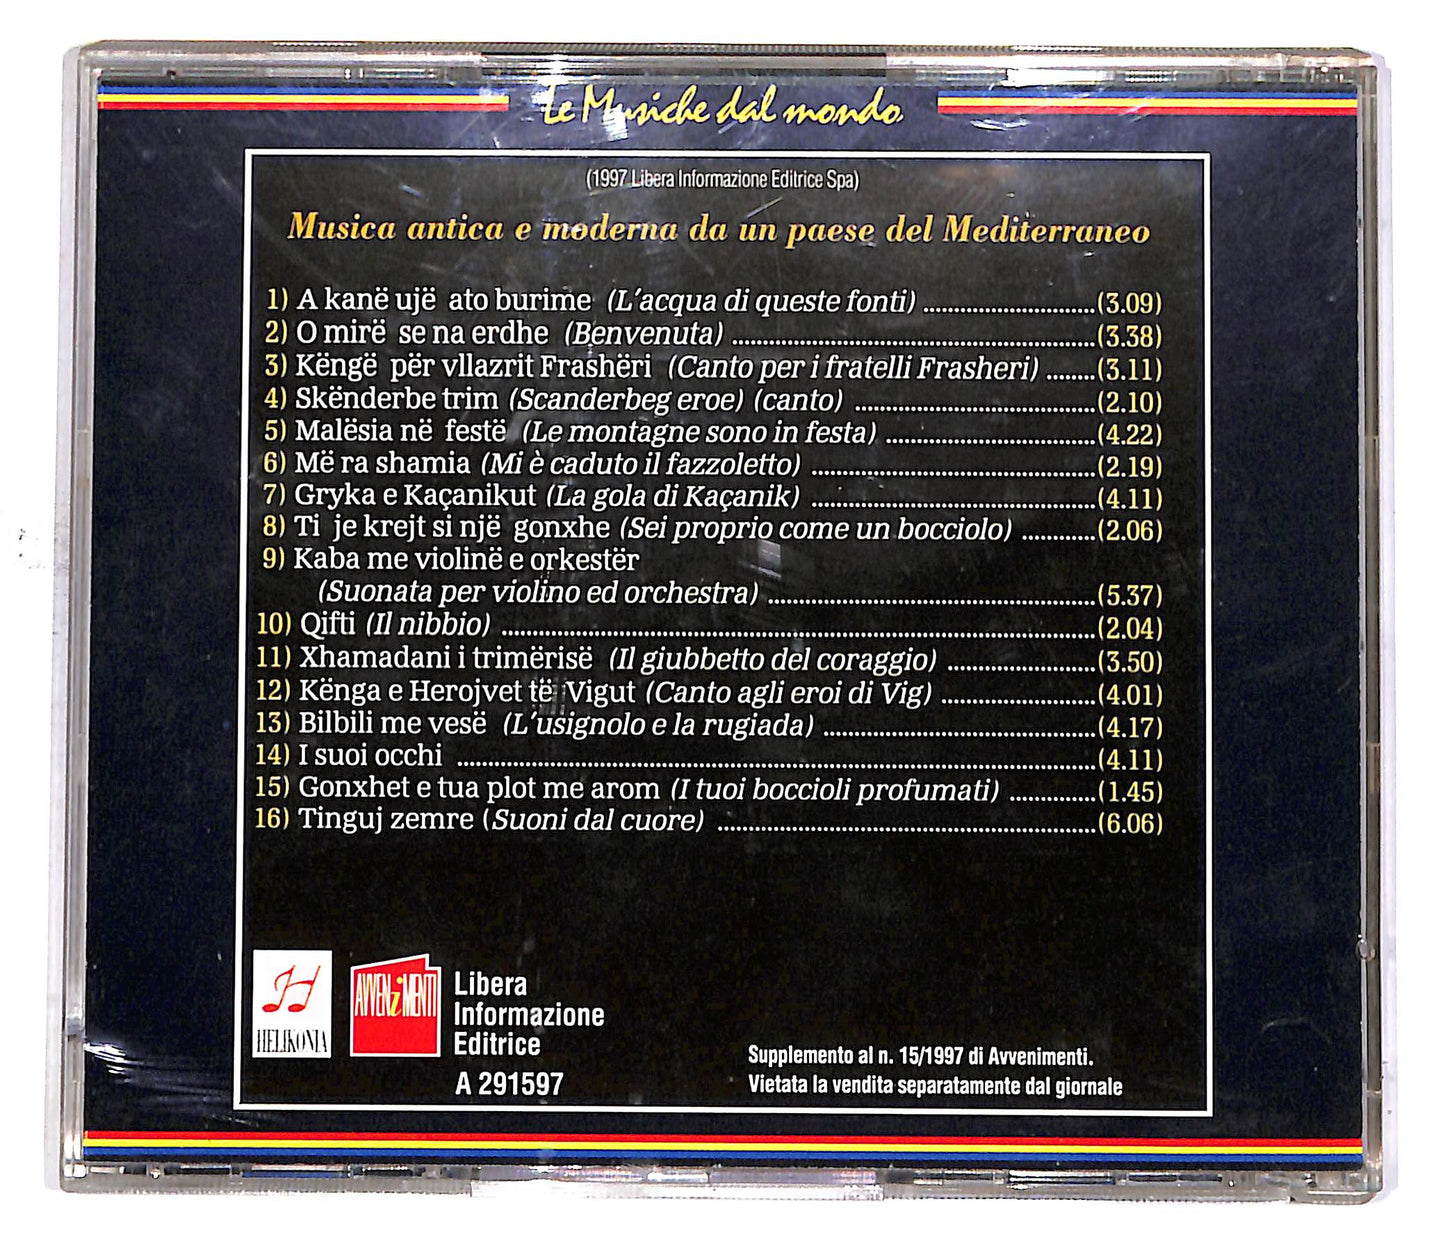 Le Musiche dal mondo
(1997 Libera Informazione Editrice Spa)
Musica antica e moderna da un paese del Mediterraneo
1) A kanë ujë ato burime (L'acqua di queste fonti) ........................(3.09)
2) O mirë se na erdhe (Benvenuta) ........................(3.38)
3) Këngë për vllazrit Frashëri (Canto per i fratelli Frasheri) ........(3.11)
4) Skënderbe trim (Scanderbeg eroe) (canto) ........................(2.10)
5) Malësia në festë (Le montagne sono in festa) ........................(4.22)
6) Më ra shamia (Mi è caduto il fazzoletto) ........................(2.19)
7) Gryka e Kaçanikut (La gola di Kaçanik) ........................(4.11)
8) Ti je krejt si një gonxhe (Sei proprio come un bocciolo) ...........(2.06)
9) Kaba me violinë e orkestër
(Suonata per violino ed orchestra) ........................(5.37)
10) Qifti (Il nibbio) ........................(2.04)
11) Xhamadani i trimërisë (Il giubbetto del coraggio) ......................(3.50)
12) Kënga e Herojvet të Vigut (Canto agli eroi di Vig) .......................(4.01)
13) Bilbili me vesë (L'usignolo e la rugiada) ........................(4.17)
14) I suoi occhi ........................(4.11)
15) Gonxhet e tua plot me arom (I tuoi boccioli profumati) .............(1.45)
16) Tinguj zemre (Suoni dal cuore) ........................(6.06)
HELIKONIA
AVVENiMENTI
Libera
Informazione
Editrice
A 291597
Supplemento al n. 15/1997 di Avvenimenti.
Vietata la vendita separatamente dal giornale